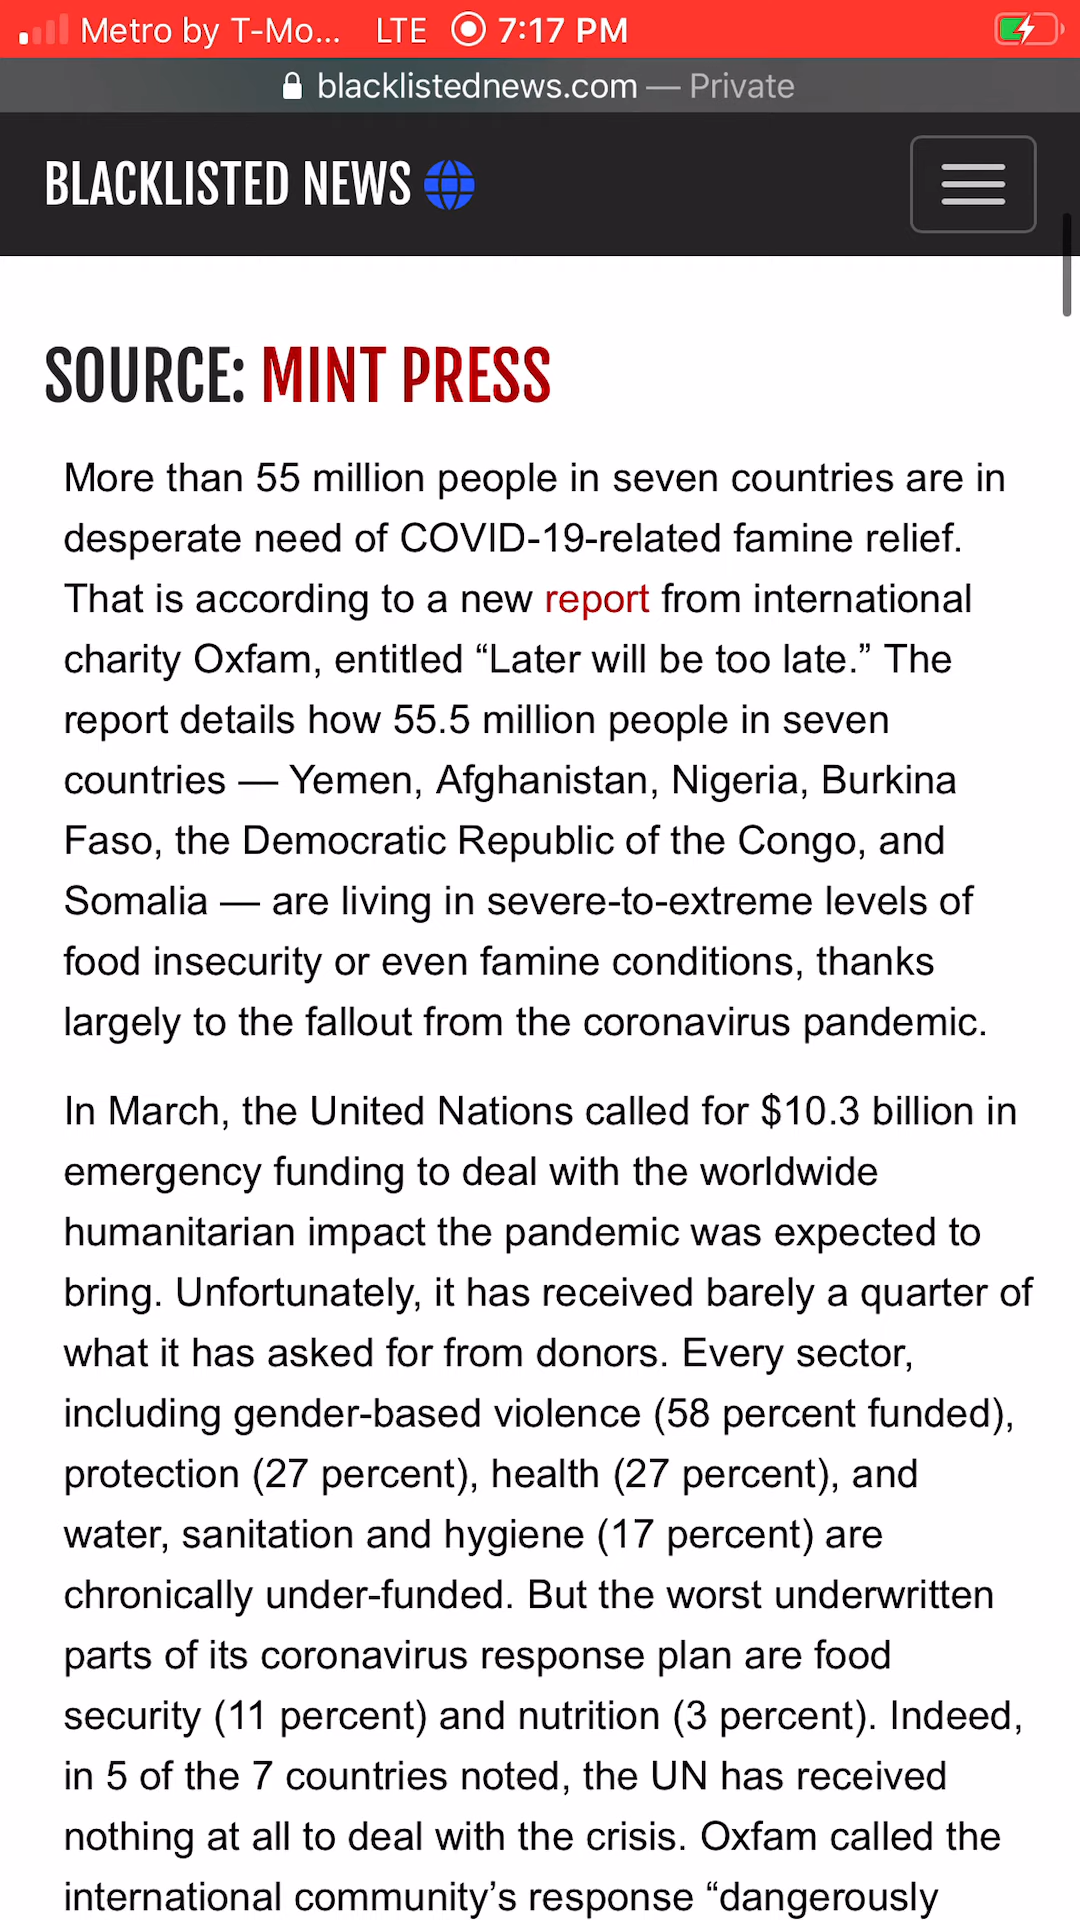 Metro by T-Mo... LTE 7:17 PM
blacklistednews.com — Private
BLACKLISTED NEWS
SOURCE: MINT PRESS
More than 55 million people in seven countries are in
desperate need of COVID-19-related famine relief.
That is according to a new report from international
charity Oxfam, entitled “Later will be too late.” The
report details how 55.5 million people in seven
countries — Yemen, Afghanistan, Nigeria, Burkina
Faso, the Democratic Republic of the Congo, and
Somalia — are living in severe-to-extreme levels of
food insecurity or even famine conditions, thanks
largely to the fallout from the coronavirus pandemic.
In March, the United Nations called for $10.3 billion in
emergency funding to deal with the worldwide
humanitarian impact the pandemic was expected to
bring. Unfortunately, it has received barely a quarter of
what it has asked for from donors. Every sector,
including gender-based violence (58 percent funded),
protection (27 percent), health (27 percent), and
water, sanitation and hygiene (17 percent) are
chronically under-funded. But the worst underwritten
parts of its coronavirus response plan are food
security (11 percent) and nutrition (3 percent). Indeed,
in 5 of the 7 countries noted, the UN has received
nothing at all to deal with the crisis. Oxfam called the
international community’s response “dangerously